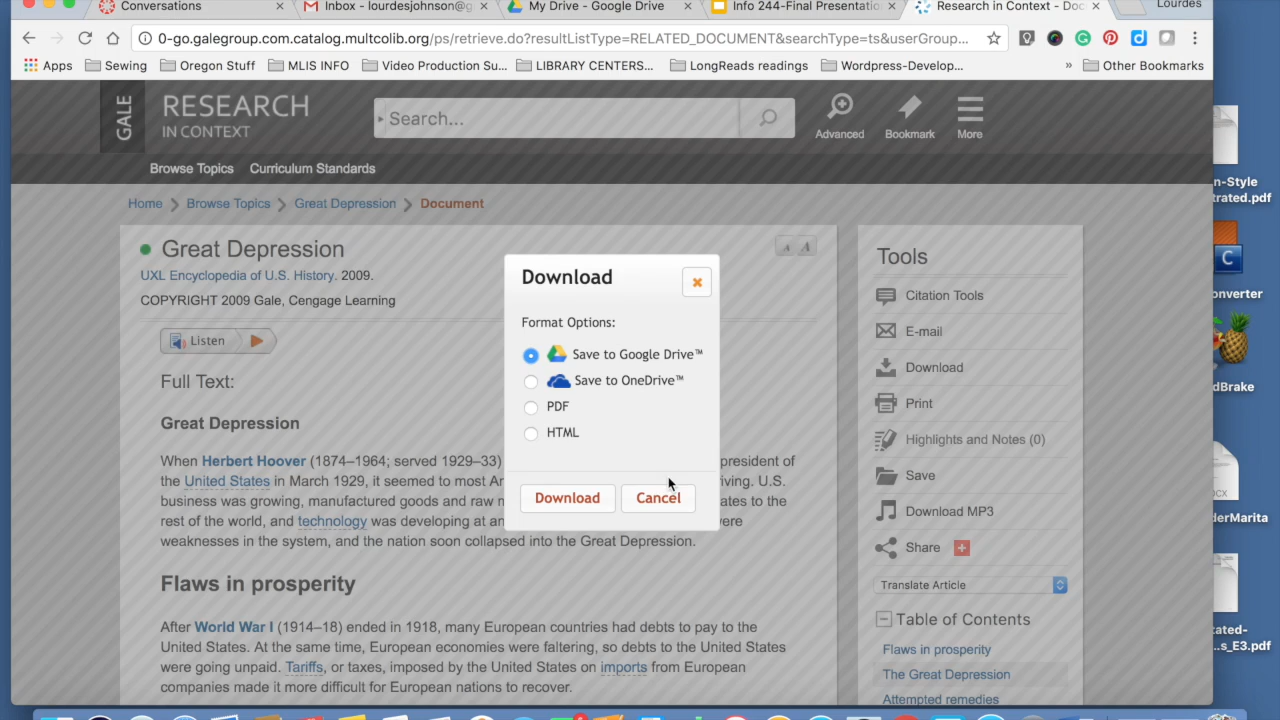 Conversations × Inbox - lourdesjohnson@g × My Drive - Google Drive × Info 244-Final Presentatio × Research in Context - Doc × Lourdes
0-go.galegroup.com.catalog.multcolib.org/ps/retrieve.do?resultListType=RELATED_DOCUMENT&searchType=ts&userGroup...
Apps Sewing Oregon Stuff MLIS INFO Video Production Su... LIBRARY CENTERS... LongReads readings Wordpress-Develop... » Other Bookmarks
GALE RESEARCH
IN CONTEXT
Search...
Advanced Bookmark More
Browse Topics Curriculum Standards
Home Browse Topics Great Depression Document
Great Depression
A A
UXL Encyclopedia of U.S. History. 2009.
COPYRIGHT 2009 Gale, Cengage Learning
Listen
Full Text:
Great Depression
When Herbert Hoover (1874–1964; served 1929–33) president of
the United States in March 1929, it seemed to most Am iving. U.S.
business was growing, manufactured goods and raw m ates to the
rest of the world, and technology was developing at an ere
weaknesses in the system, and the nation soon collapsed into the Great Depression.
Flaws in prosperity
After World War I (1914–18) ended in 1918, many European countries had debts to pay to the
United States. At the same time, European economies were faltering, so debts to the United States
were going unpaid. Tariffs, or taxes, imposed by the United States on imports from European
companies made it more difficult for European nations to recover.
Download
Format Options:
Save to Google Drive™
Save to OneDrive™
PDF
HTML
Download Cancel
Tools
Citation Tools
E-mail
Download
Print
Highlights and Notes (0)
Save
Download MP3
Share
Translate Article
Table of Contents
Flaws in prosperity
The Great Depression
Attempted remedies
n-Style
trated.pdf
C
onverter
dBrake
CX
derMarita
tated-
..s_E3.pdf